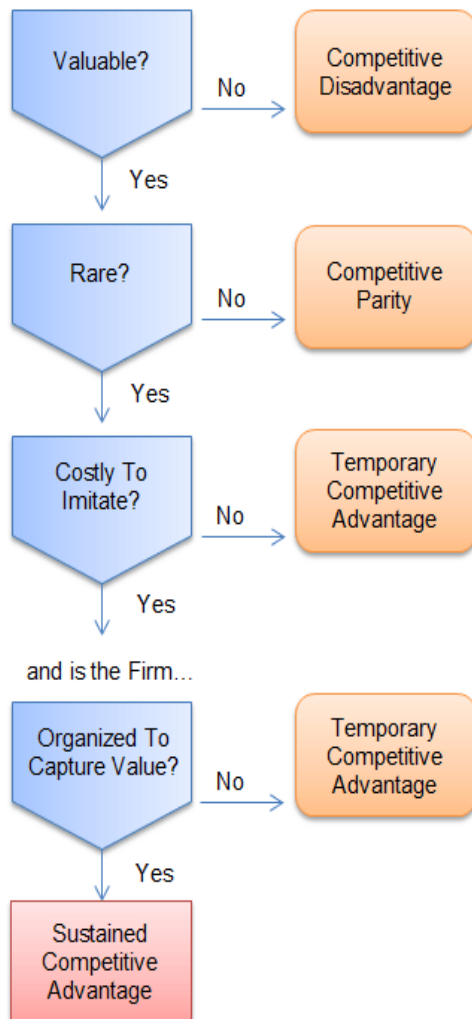 Valuable?
No
Competitive
Disadvantage
Yes
Rare?
No
Competitive
Parity
Yes
Costly To
Imitate?
No
Temporary
Competitive
Advantage
Yes
and is the Firm…
Organized To
Capture Value?
No
Temporary
Competitive
Advantage
Yes
Sustained
Competitive
Advantage